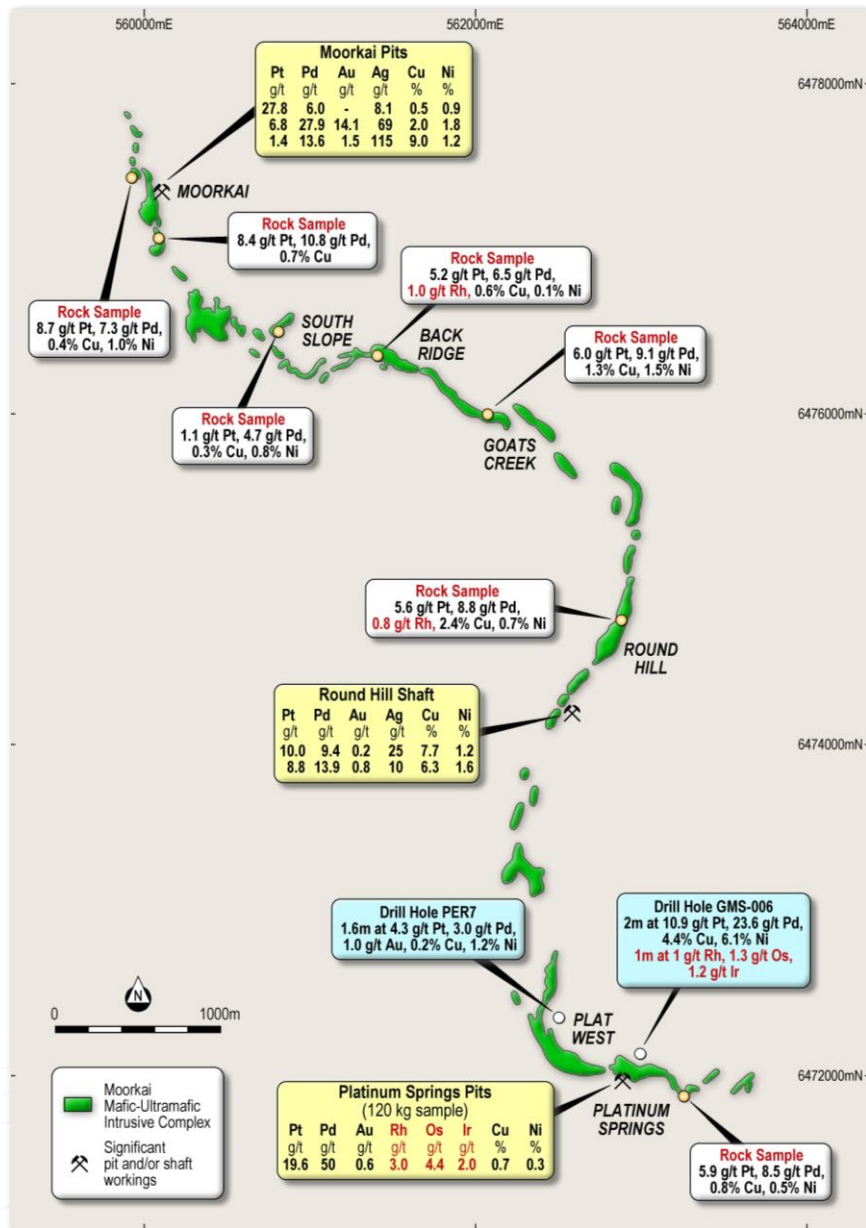 560000mE
562000mE
564000mE
6478000mN
Moorkai Pits
Pt Pd Au Ag Cu Ni
g/t g/t g/t g/t % %
27.8 6.0 - 8.1 0.5 0.9
6.8 27.9 14.1 69 2.0 1.8
1.4 13.6 1.5 115 9.0 1.2
MOORKAI
Rock Sample
8.4 g/t Pt, 10.8 g/t Pd,
0.7% Cu
Rock Sample
5.2 g/t Pt, 6.5 g/t Pd,
1.0 g/t Rh, 0.6% Cu, 0.1% Ni
Rock Sample
8.7 g/t Pt, 7.3 g/t Pd,
0.4% Cu, 1.0% Ni
SOUTH
SLOPE
BACK
RIDGE
Rock Sample
6.0 g/t Pt, 9.1 g/t Pd,
1.3% Cu, 1.5% Ni
6476000mN
Rock Sample
1.1 g/t Pt, 4.7 g/t Pd,
0.3% Cu, 0.8% Ni
GOATS
CREEK
Rock Sample
5.6 g/t Pt, 8.8 g/t Pd,
0.8 g/t Rh, 2.4% Cu, 0.7% Ni
ROUND
HILL
Round Hill Shaft
Pt Pd Au Ag Cu Ni
g/t g/t g/t g/t % %
10.0 9.4 0.2 25 7.7 1.2
8.8 13.9 0.8 10 6.3 1.6
6474000mN
Drill Hole PER7
1.6m at 4.3 g/t Pt, 3.0 g/t Pd,
1.0 g/t Au, 0.2% Cu, 1.2% Ni
Drill Hole GMS-006
2m at 10.9 g/t Pt, 23.6 g/t Pd,
4.4% Cu, 6.1% Ni
1m at 1 g/t Rh, 1.3 g/t Os,
1.2 g/t Ir
N
0 1000m
PLAT
WEST
6472000mN
Moorkai
Mafic-Ultramafic
Intrusive Complex
Significant
pit and/or shaft
workings
Platinum Springs Pits
(120 kg sample)
Pt Pd Au Rh Os Ir Cu Ni
g/t g/t g/t g/t g/t g/t % %
19.6 50 0.6 3.0 4.4 2.0 0.7 0.3
PLATINUM
SPRINGS
Rock Sample
5.9 g/t Pt, 8.5 g/t Pd,
0.8% Cu, 0.5% Ni